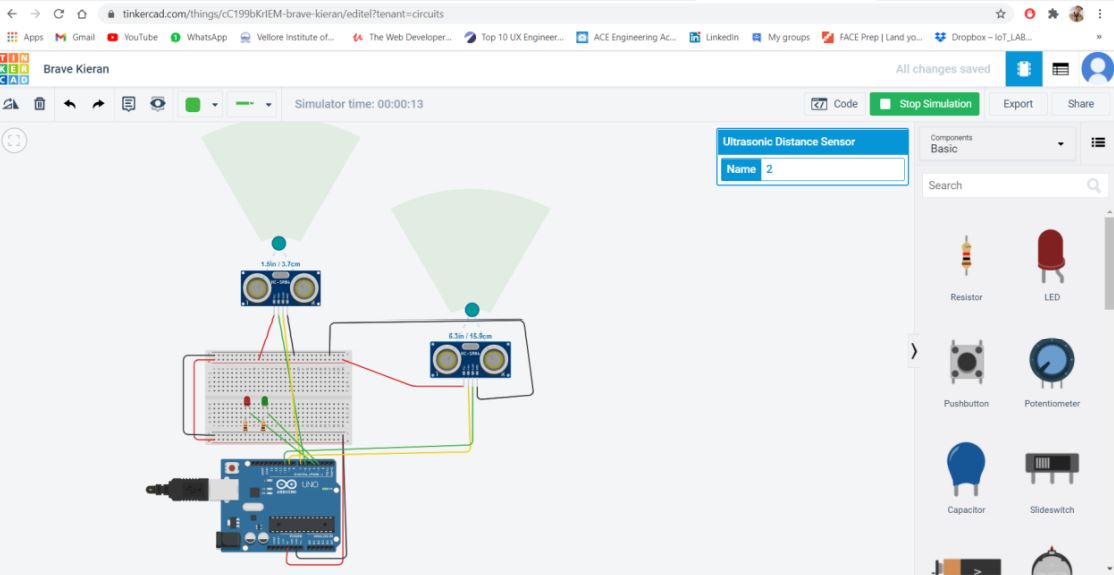 tinkercad.com/things/cC199bKrIEM-brave-kieran/editel?tenant=circuits
Apps Gmail YouTube WhatsApp Vellore Institute of... The Web Developer... Top 10 UX Engineer... ACE Engineering Ac... LinkedIn My groups FACE Prep | Land yo... Dropbox – IoT_LAB... »
TIN
KER
CAD
Brave Kieran
All changes saved
Simulator time: 00:00:13
Code
Stop Simulation
Export
Share
Ultrasonic Distance Sensor
Name 2
Components
Basic
Search
1.5in / 3.7cm
HC-SR04
6.3in / 15.9cm
HC-SR04
UNO
ARDUINO
Resistor
LED
Pushbutton
Potentiometer
Capacitor
Slideswitch